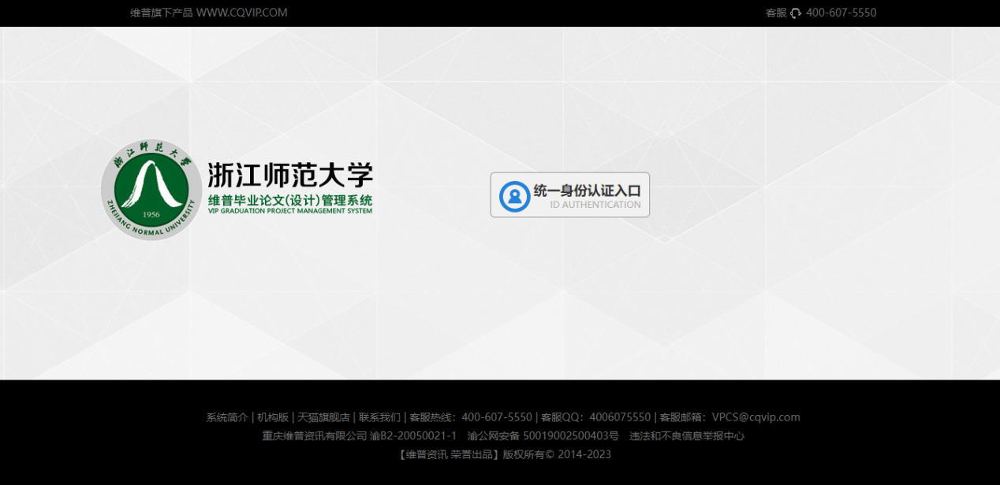 维普旗下产品 WWW.CQVIP.COM
客服 400-607-5550
浙江师范大学
ZHEJIANG NORMAL UNIVERSITY
1956
浙江师范大学
维普毕业论文(设计)管理系统
VIP GRADUATION PROJECT MANAGEMENT SYSTEM
统一身份认证入口
ID AUTHENTICATION
系统简介 | 机构版 | 天猫旗舰店 | 联系我们 | 客服热线：400-607-5550 | 客服QQ：4006075550 | 客服邮箱：VPCS@cqvip.com
重庆维普资讯有限公司 渝B2-20050021-1 渝公网安备 50019002500403号 违法和不良信息举报中心
【维普资讯 荣誉出品】版权所有© 2014-2023